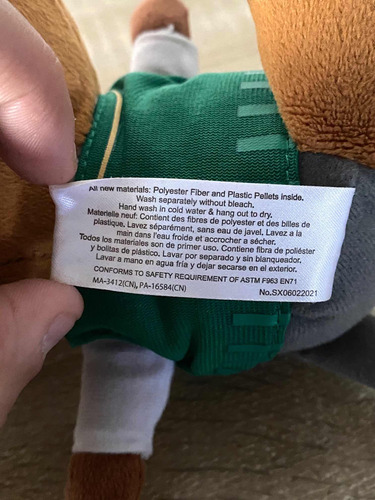 All new materials: Polyester Fiber and Plastic Pellets inside.
Wash separately without bleach.
Hand wash in cold water & hang out to dry.
Materielle neuf: Contient des fibres de polyester et des billes de
plastique. Lavez séparément, sans eau de javel. Lavez a la
main dans l'eau froide et accrocher a sécher.
Todos los materiales son de primer uso. Contiene fibra de poliéster
y bolitas de plástico. Lavar por separado y sin blanqueador.
Lavar a mano en agua fría y dejar secarse en el exterior.
CONFORMS TO SAFETY REQUIREMENT OF ASTM F963 EN71
MA-3412(CN), PA-16584(CN) No.SX06022021